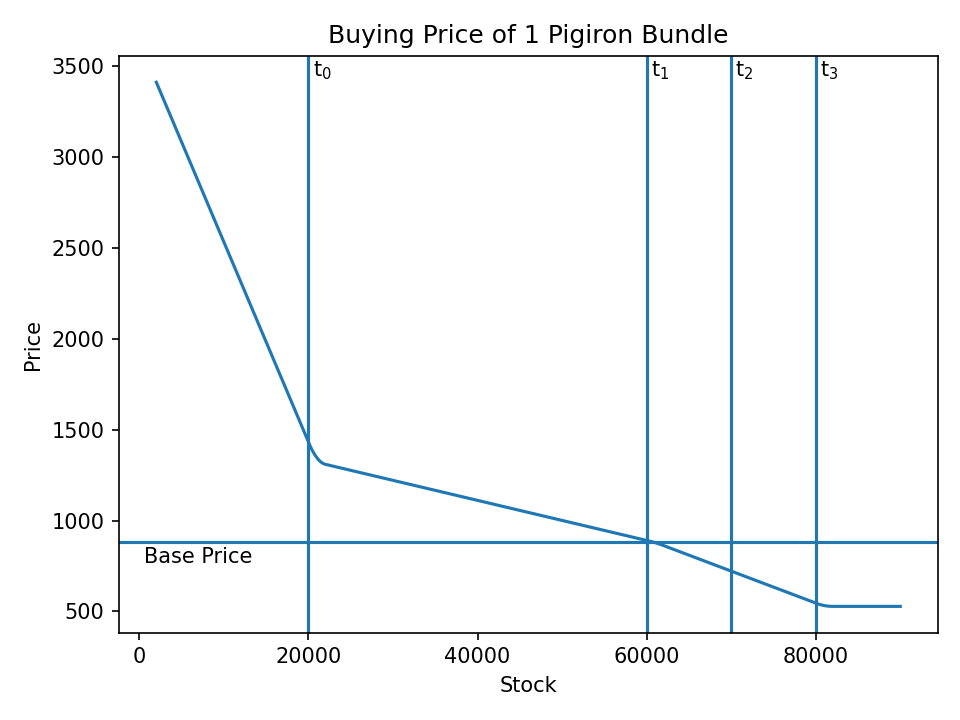 Buying Price of 1 Pigiron Bundle
3500
3000
2500
2000
1500
1000
500
Price
t₀
t₁
t₂
t₃
Base Price
0
20000
40000
60000
80000
Stock